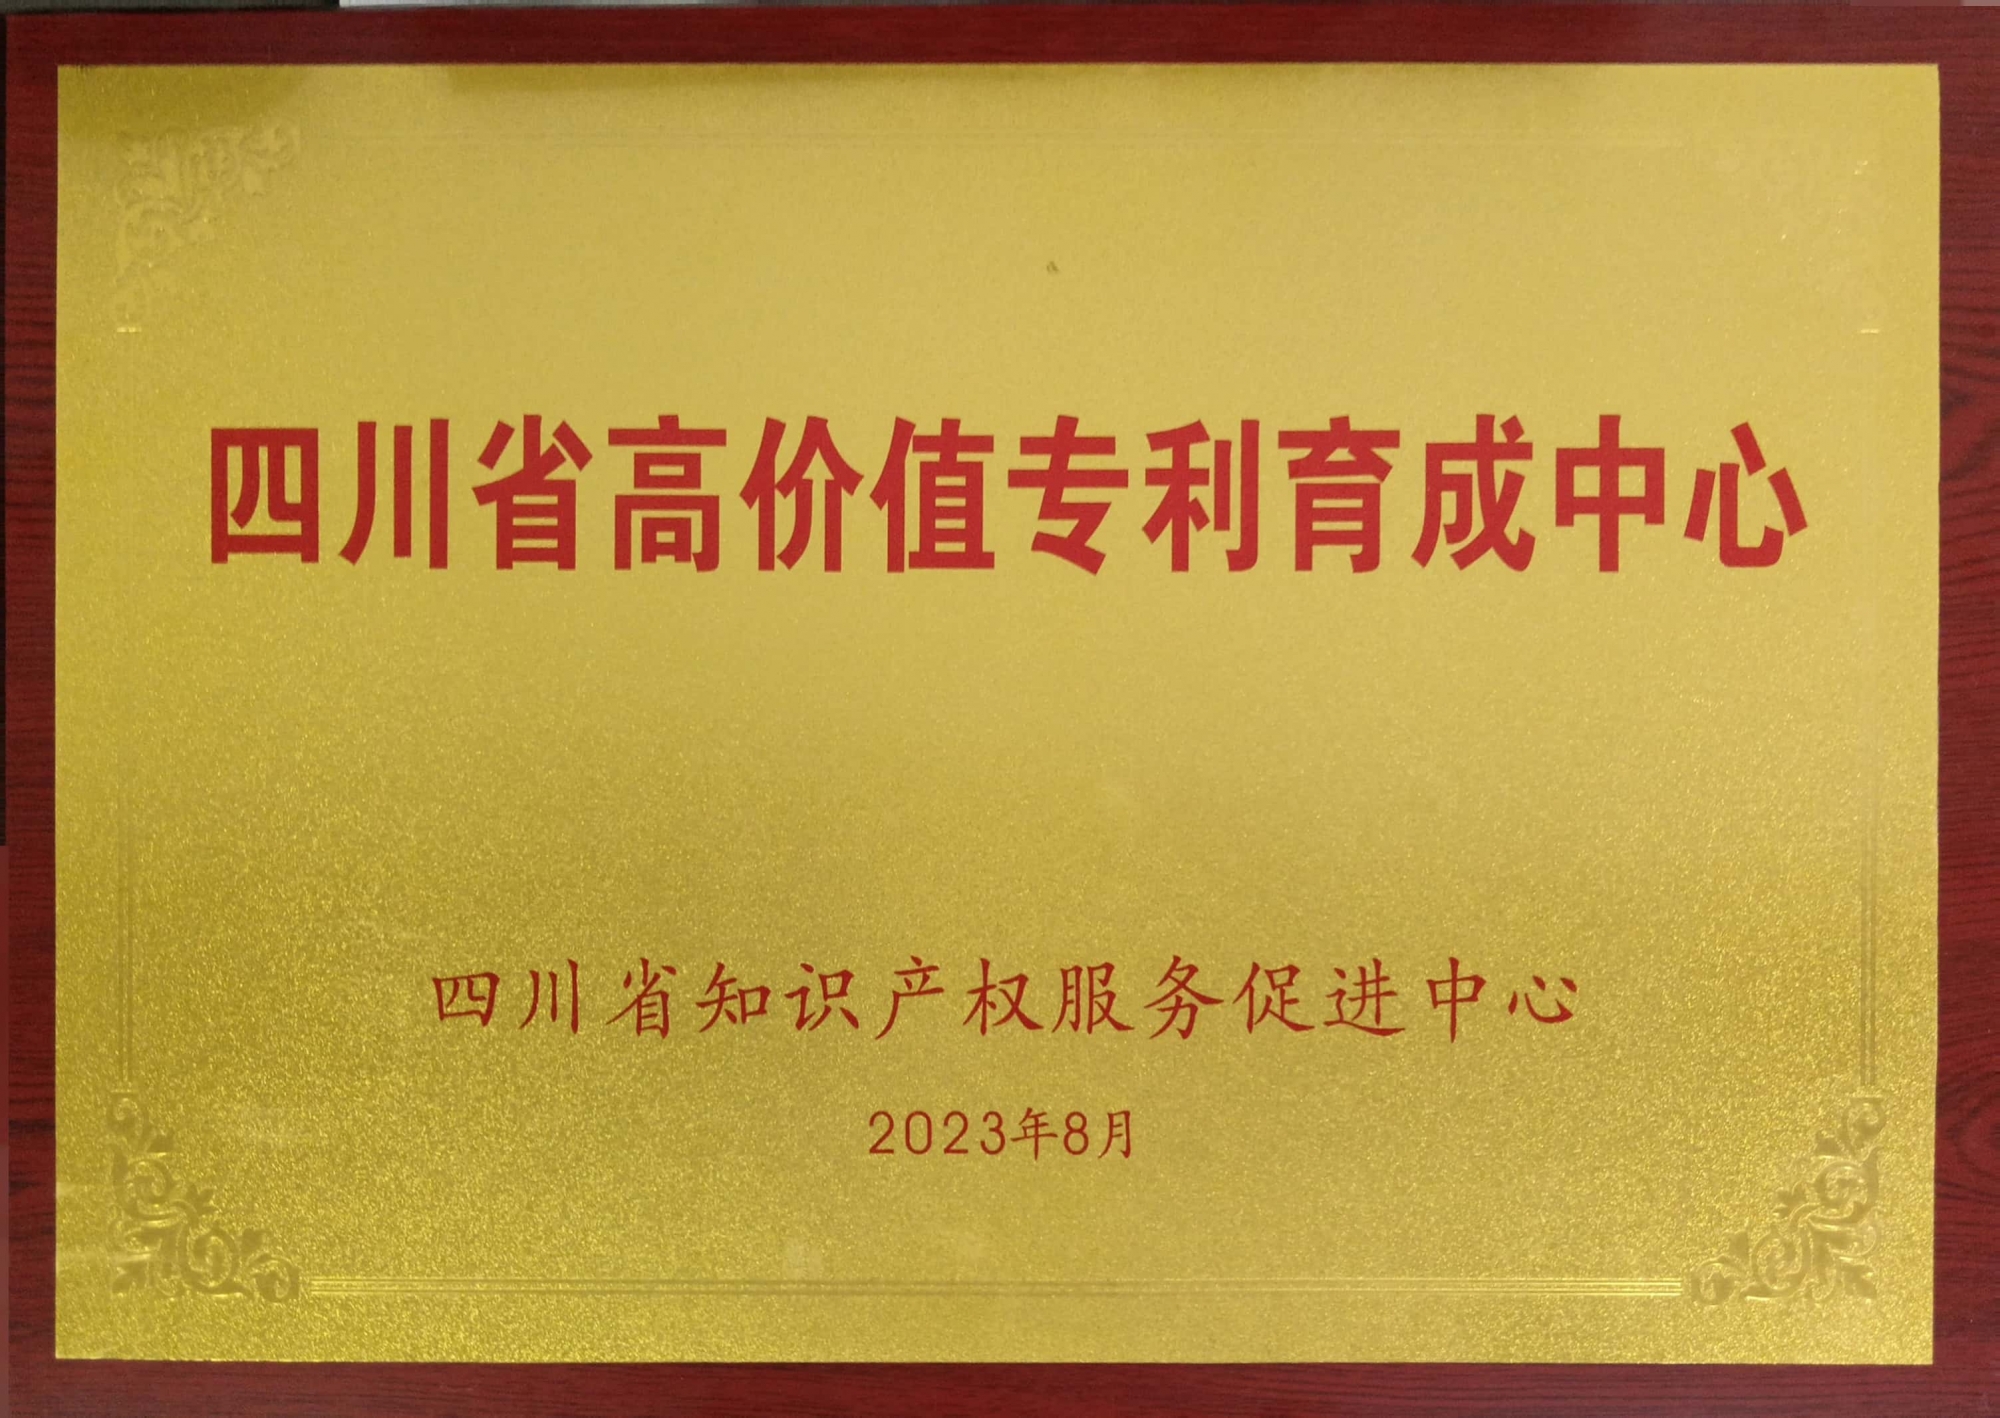 四川省高价值专利育成中心
四川省知识产权服务促进中心
2023年8月